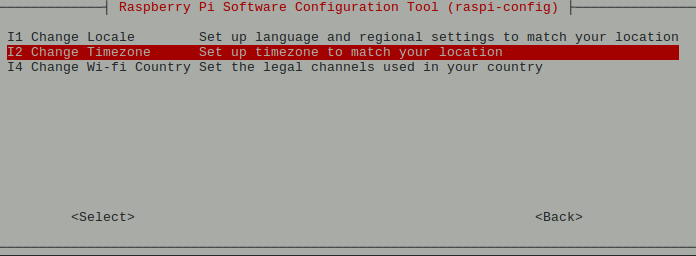 Raspberry Pi Software Configuration Tool (raspi-config)
I1 Change Locale Set up language and regional settings to match your location
I2 Change Timezone Set up timezone to match your location
I4 Change Wi-fi Country Set the legal channels used in your country
<Select> <Back>